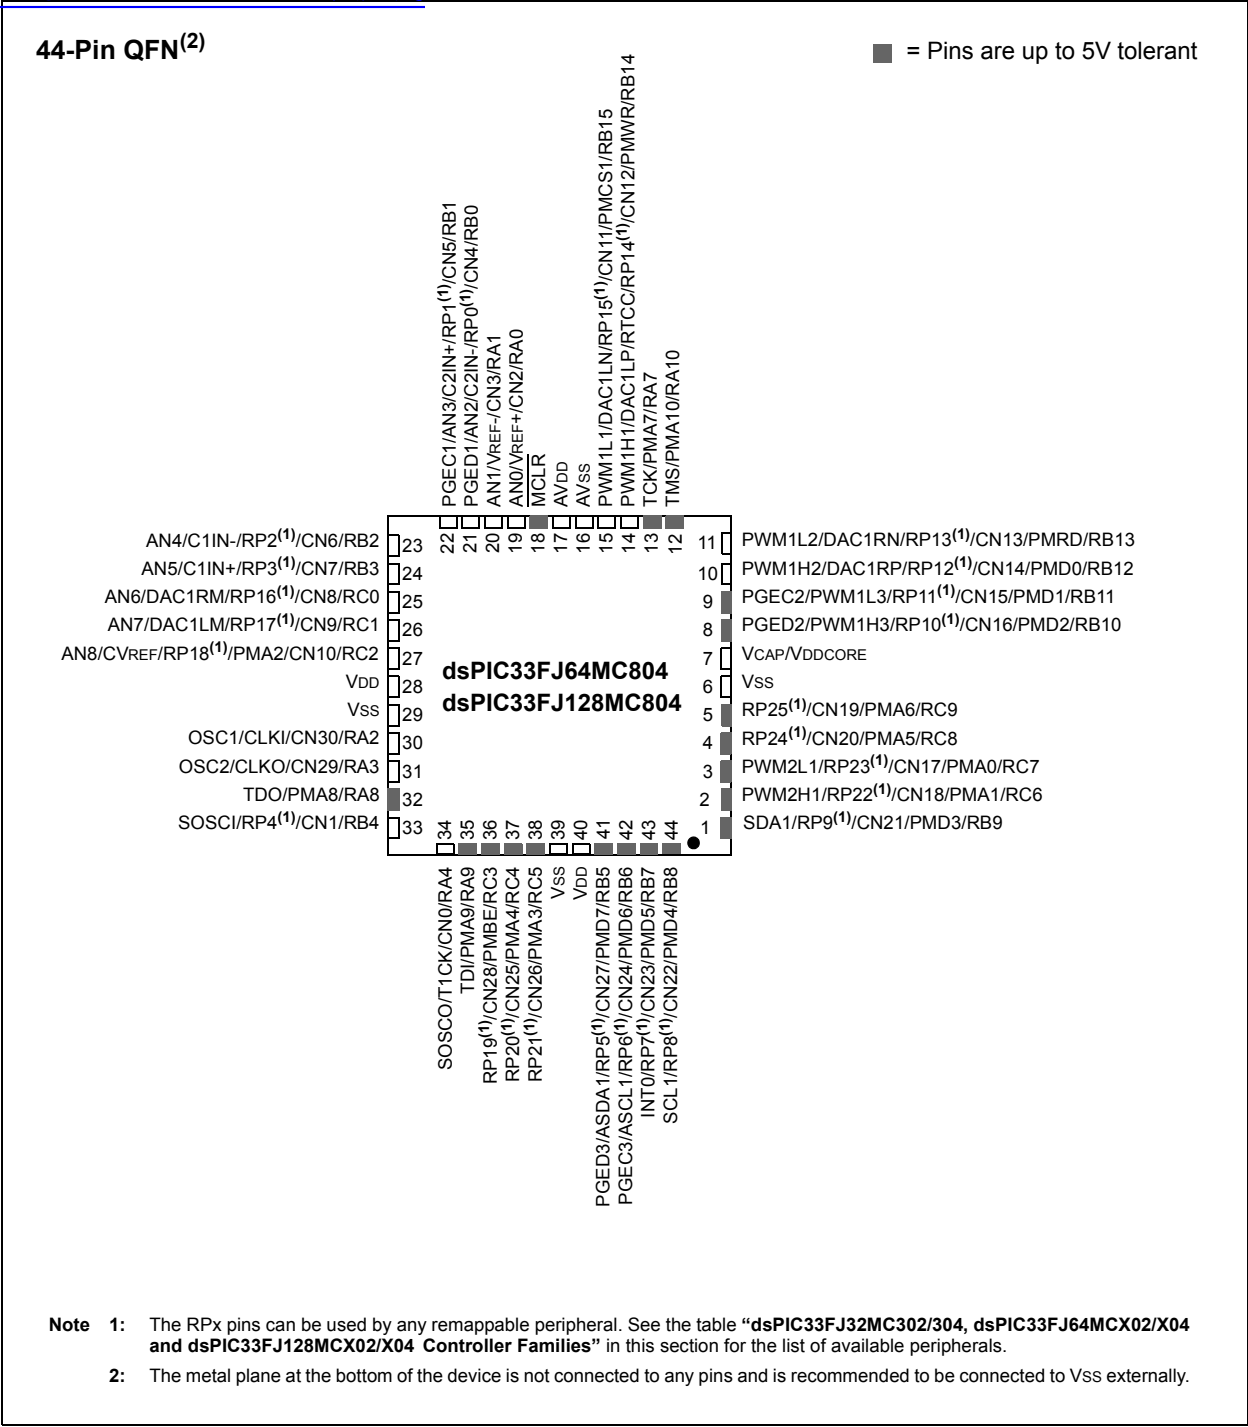 44-Pin QFN(2)
= Pins are up to 5V tolerant
PGEC1/AN3/C2IN+/RP1(1)/CN5/RB1
PGED1/AN2/C2IN-/RP0(1)/CN4/RB0
AN1/VREF-/CN3/RA1
AN0/VREF+/CN2/RA0
MCLR
AVDD
AVSS
PWM1L1/DAC1LN/RP15(1)/CN11/PMCS1/RB15
PWM1H1/DAC1LP/RTCC/RP14(1)/CN12/PMWR/RB14
TCK/PMA7/RA7
TMS/PMA10/RA10
22 21 20 19 18 17 16 15 14 13 12
AN4/C1IN-/RP2(1)/CN6/RB2 23
AN5/C1IN+/RP3(1)/CN7/RB3 24
AN6/DAC1RM/RP16(1)/CN8/RC0 25
AN7/DAC1LM/RP17(1)/CN9/RC1 26
AN8/CVREF/RP18(1)/PMA2/CN10/RC2 27
VDD 28
VSS 29
OSC1/CLKI/CN30/RA2 30
OSC2/CLKO/CN29/RA3 31
TDO/PMA8/RA8 32
SOSCI/RP4(1)/CN1/RB4 33
dsPIC33FJ64MC804
dsPIC33FJ128MC804
11 PWM1L2/DAC1RN/RP13(1)/CN13/PMRD/RB13
10 PWM1H2/DAC1RP/RP12(1)/CN14/PMD0/RB12
9 PGEC2/PWM1L3/RP11(1)/CN15/PMD1/RB11
8 PGED2/PWM1H3/RP10(1)/CN16/PMD2/RB10
7 VCAP/VDDCORE
6 VSS
5 RP25(1)/CN19/PMA6/RC9
4 RP24(1)/CN20/PMA5/RC8
3 PWM2L1/RP23(1)/CN17/PMA0/RC7
2 PWM2H1/RP22(1)/CN18/PMA1/RC6
1 SDA1/RP9(1)/CN21/PMD3/RB9
34 35 36 37 38 39 40 41 42 43 44
SOSCO/T1CK/CN0/RA4
TDI/PMA9/RA9
RP19(1)/CN28/PMBE/RC3
RP20(1)/CN25/PMA4/RC4
RP21(1)/CN26/PMA3/RC5
VSS
VDD
PGED3/ASDA1/RP5(1)/CN27/PMD7/RB5
PGEC3/ASCL1/RP6(1)/CN24/PMD6/RB6
INT0/RP7(1)/CN23/PMD5/RB7
SCL1/RP8(1)/CN22/PMD4/RB8
Note 1: The RPx pins can be used by any remappable peripheral. See the table “dsPIC33FJ32MC302/304, dsPIC33FJ64MCX02/X04
and dsPIC33FJ128MCX02/X04 Controller Families” in this section for the list of available peripherals.
2: The metal plane at the bottom of the device is not connected to any pins and is recommended to be connected to VSS externally.